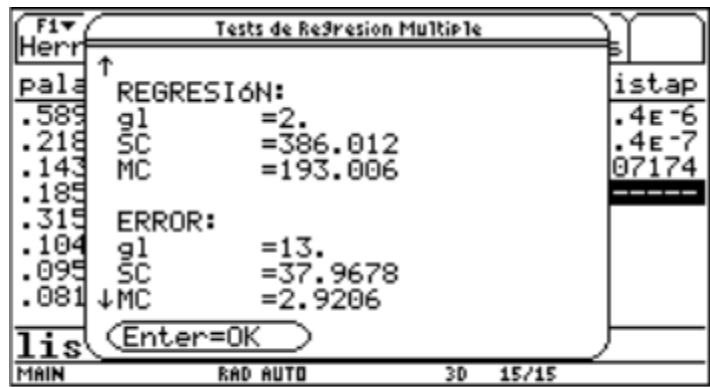 F1▼ Tests de Regresion Multiple
Herr s
pala istap
↑
REGRESIÓN:
.589 gl =2. .4E-6
.218 SC =386.012 .4E-7
.143 MC =193.006 07174
.185 -----
.315 ERROR:
.104 gl =13.
.095 SC =37.9678
.081 ↓MC =2.9206
Enter=OK
lis
MAIN RAD AUTO 3D 15/15